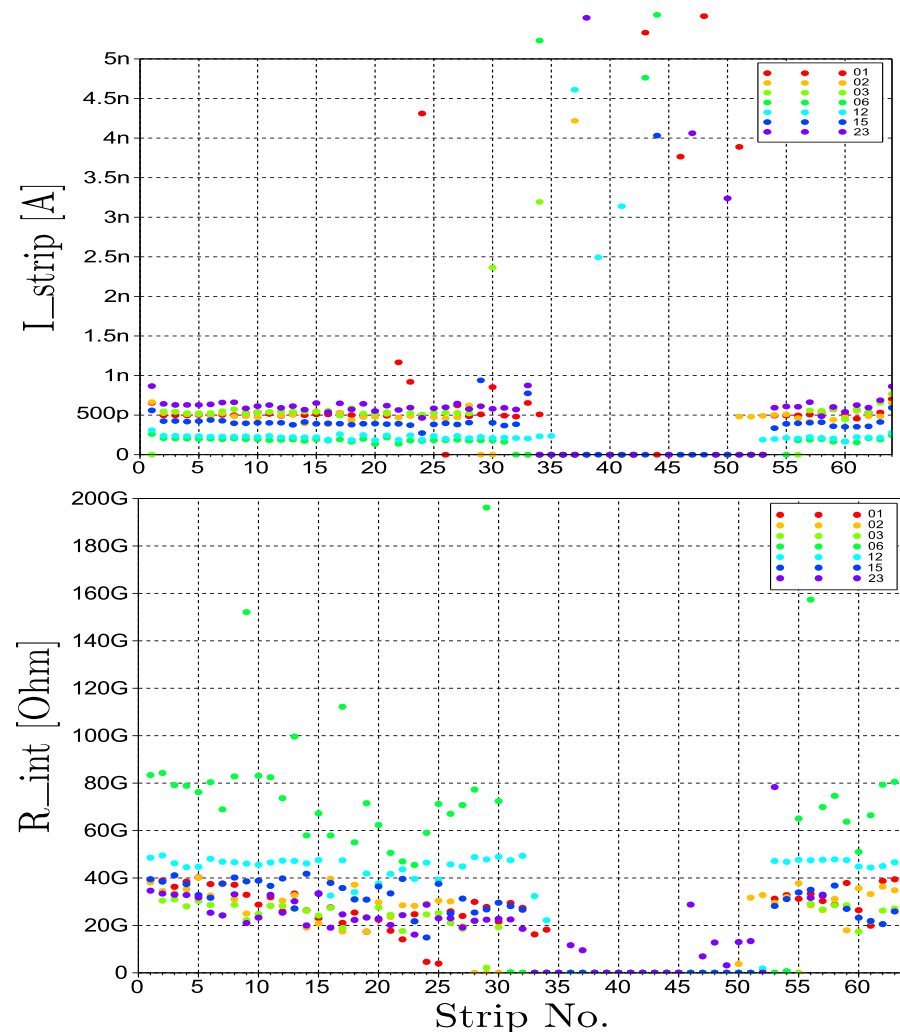 5n
4.5n
4n
3.5n
3n
2.5n
2n
1.5n
1n
500p
0
I_strip [A]
01
02
03
06
12
15
23
0 5 10 15 20 25 30 35 40 45 50 55 60
200G
180G
160G
140G
120G
100G
80G
60G
40G
20G
0
R_int [Ohm]
01
02
03
06
12
15
23
0 5 10 15 20 25 30 35 40 45 50 55 60
Strip No.